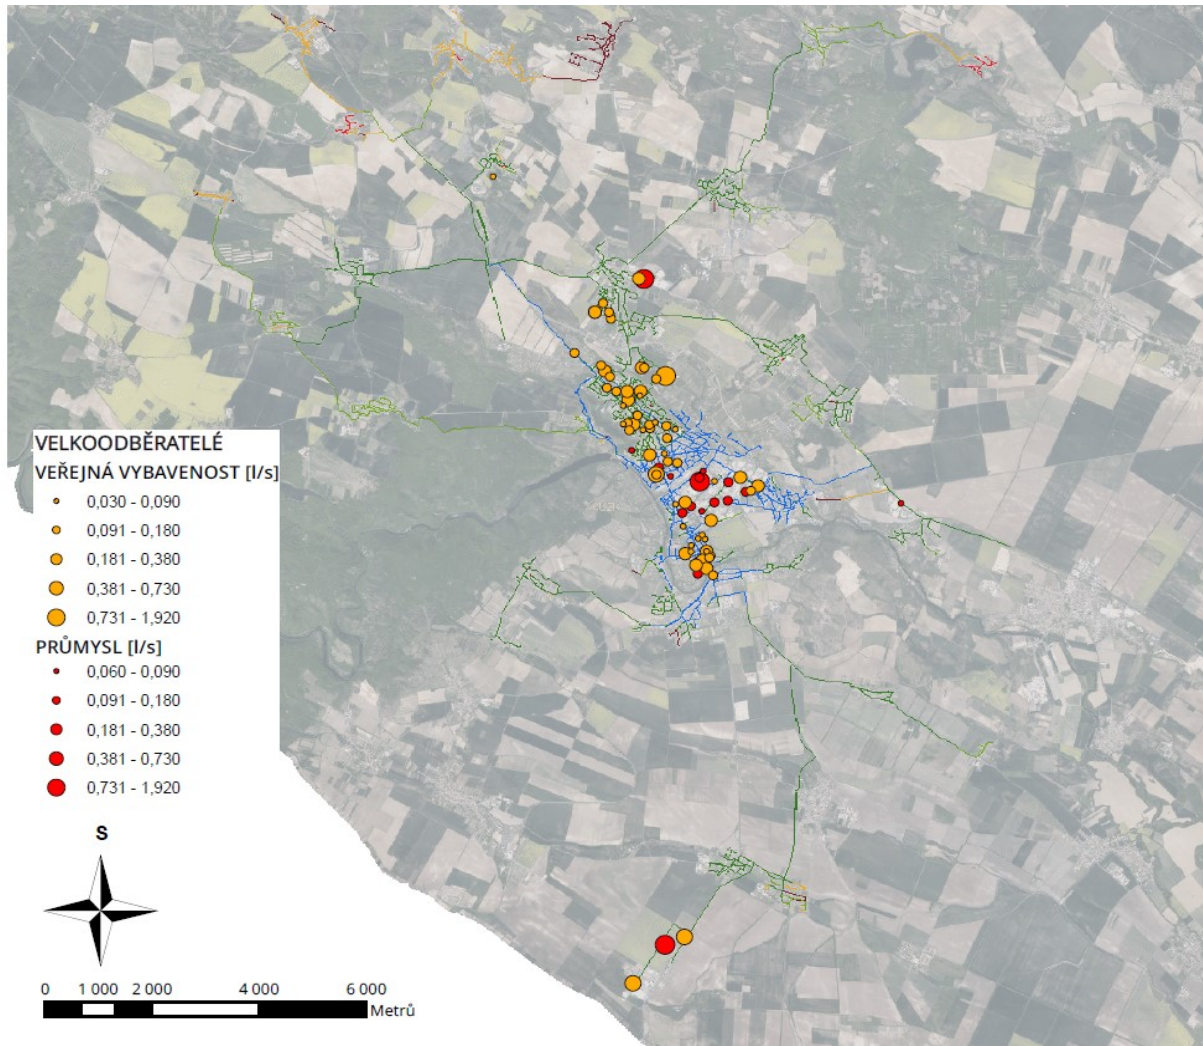 VELKOODBĚRATELÉ
VEŘEJNÁ VYBAVENOST [l/s]
0,030 - 0,090
0,091 - 0,180
0,181 - 0,380
0,381 - 0,730
0,731 - 1,920
PRŮMYSL [l/s]
0,060 - 0,090
0,091 - 0,180
0,181 - 0,380
0,381 - 0,730
0,731 - 1,920
S
0 1 000 2 000 4 000 6 000
Metrů